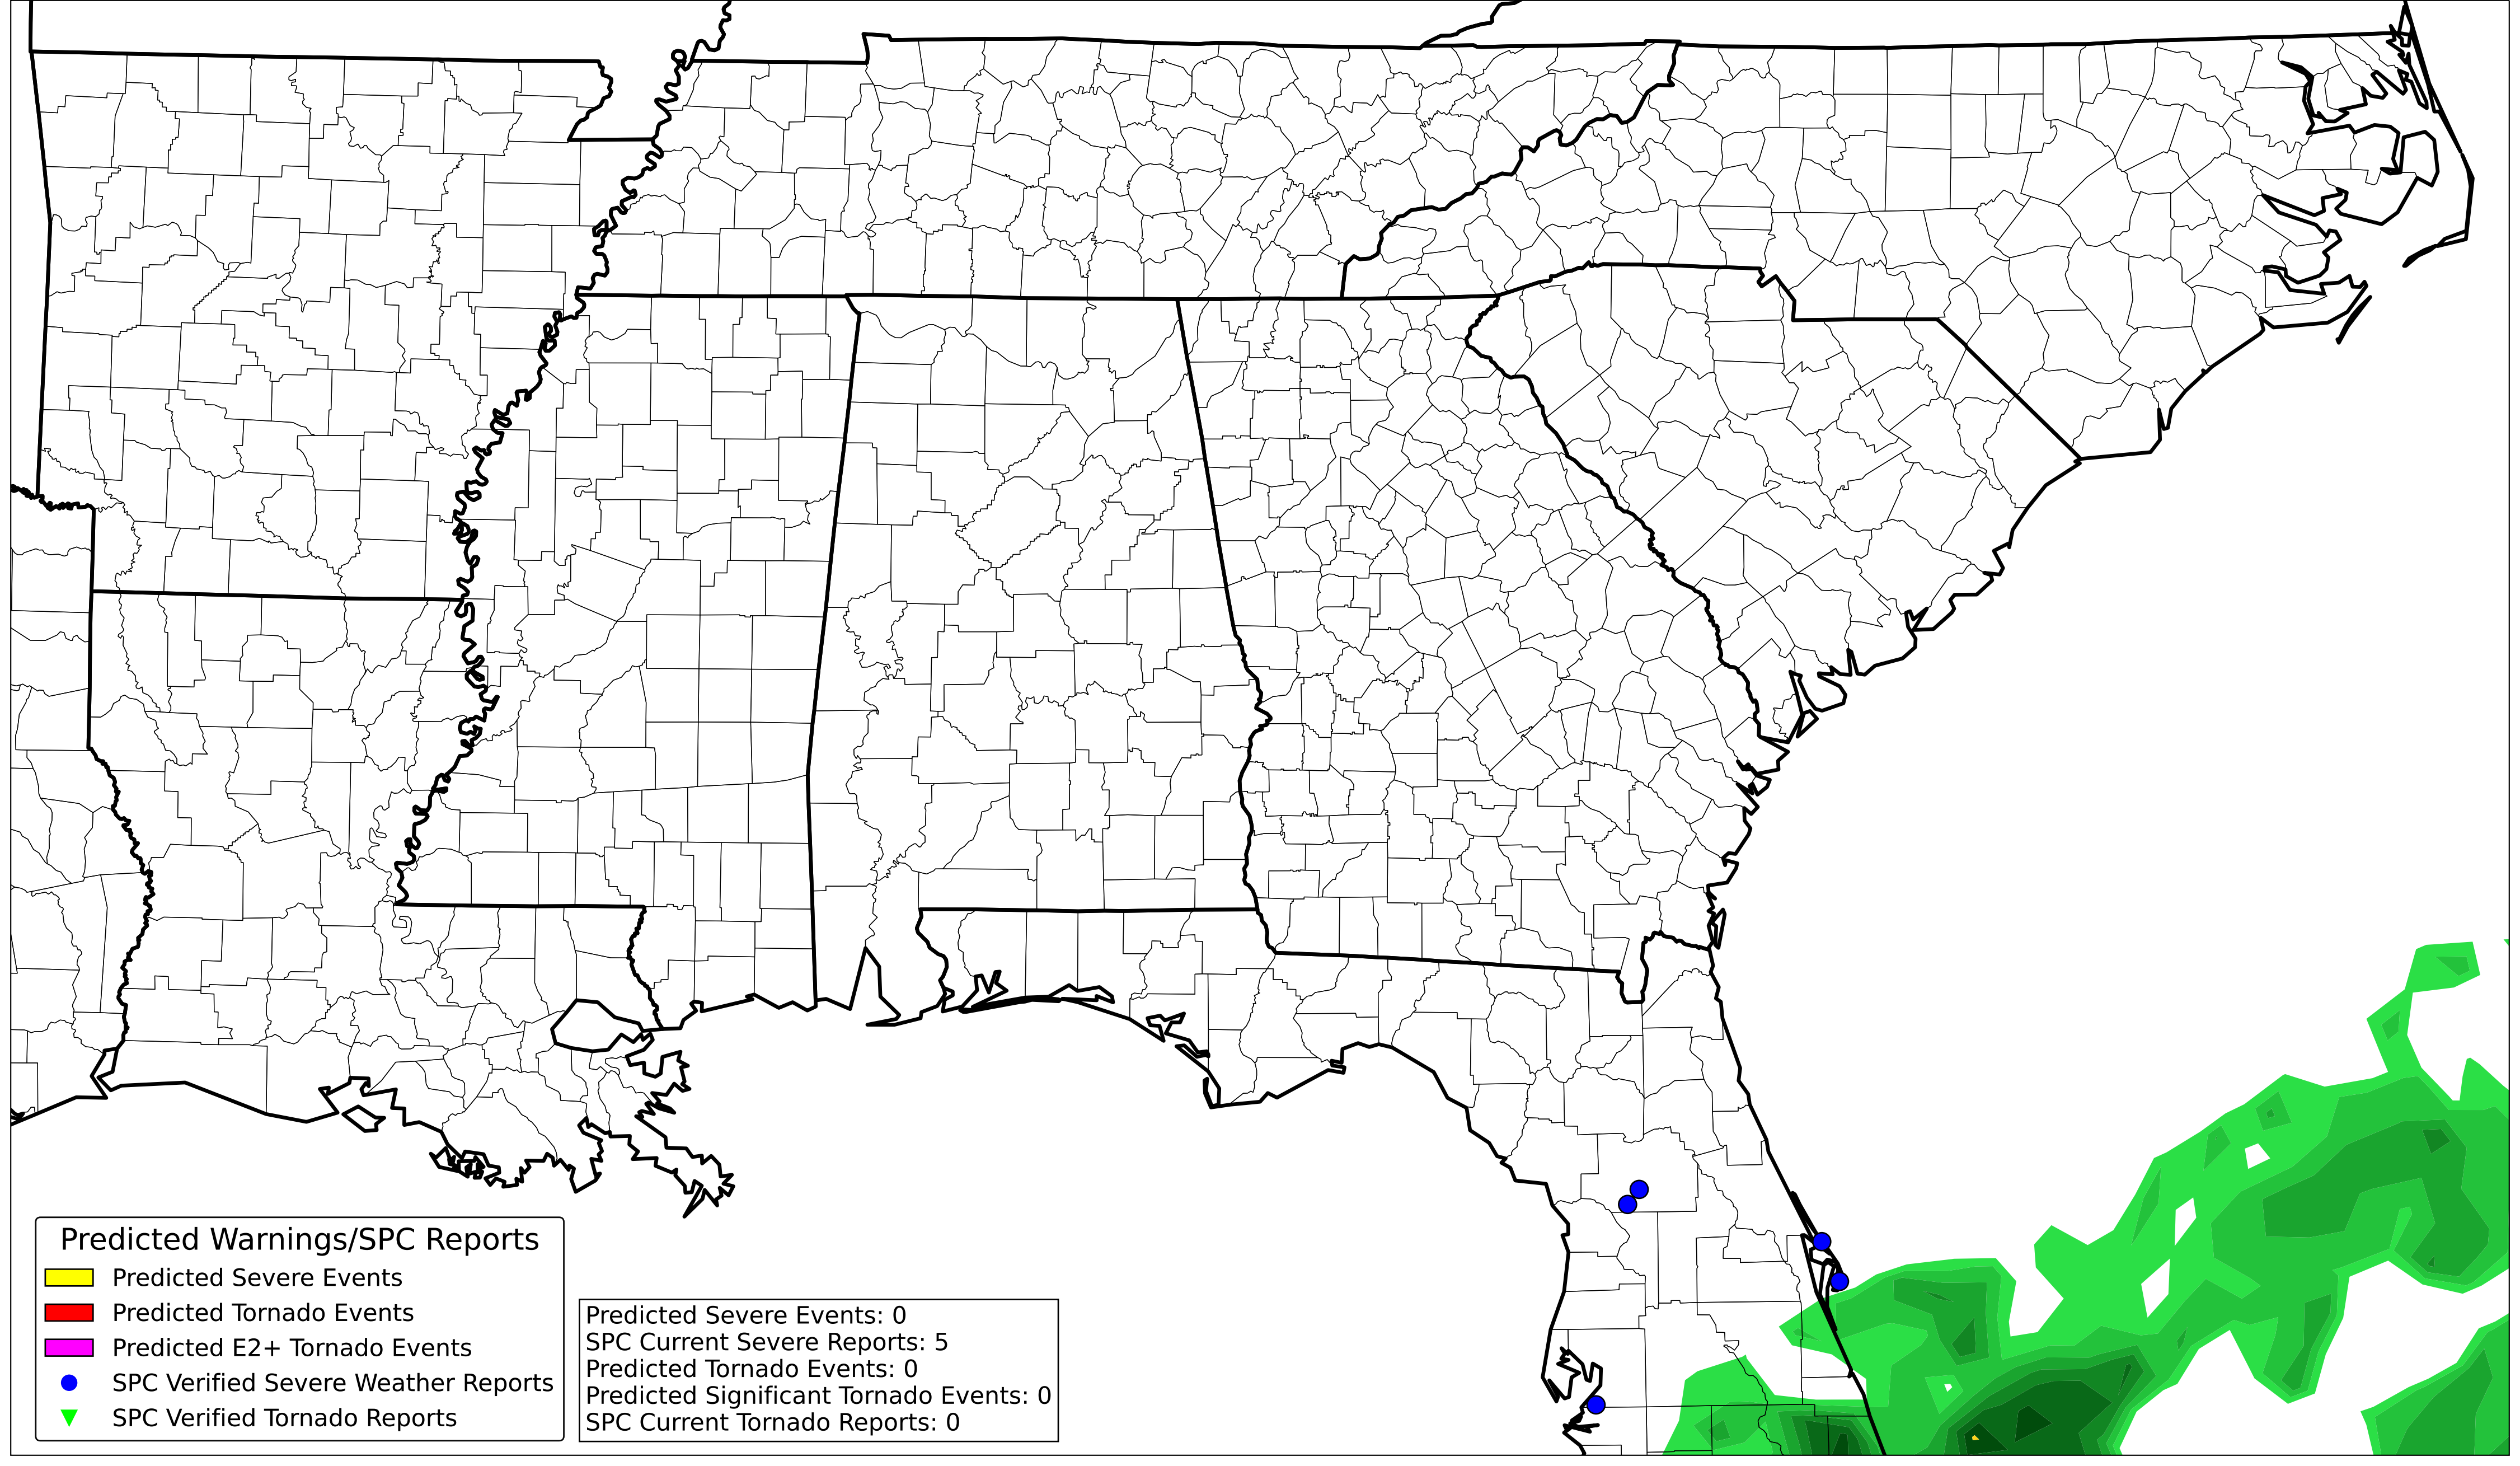 Predicted Warnings/SPC Reports
Predicted Severe Events
Predicted Tornado Events
Predicted E2+ Tornado Events
SPC Verified Severe Weather Reports
SPC Verified Tornado Reports
Predicted Severe Events: 0
SPC Current Severe Reports: 5
Predicted Tornado Events: 0
Predicted Significant Tornado Events: 0
SPC Current Tornado Reports: 0